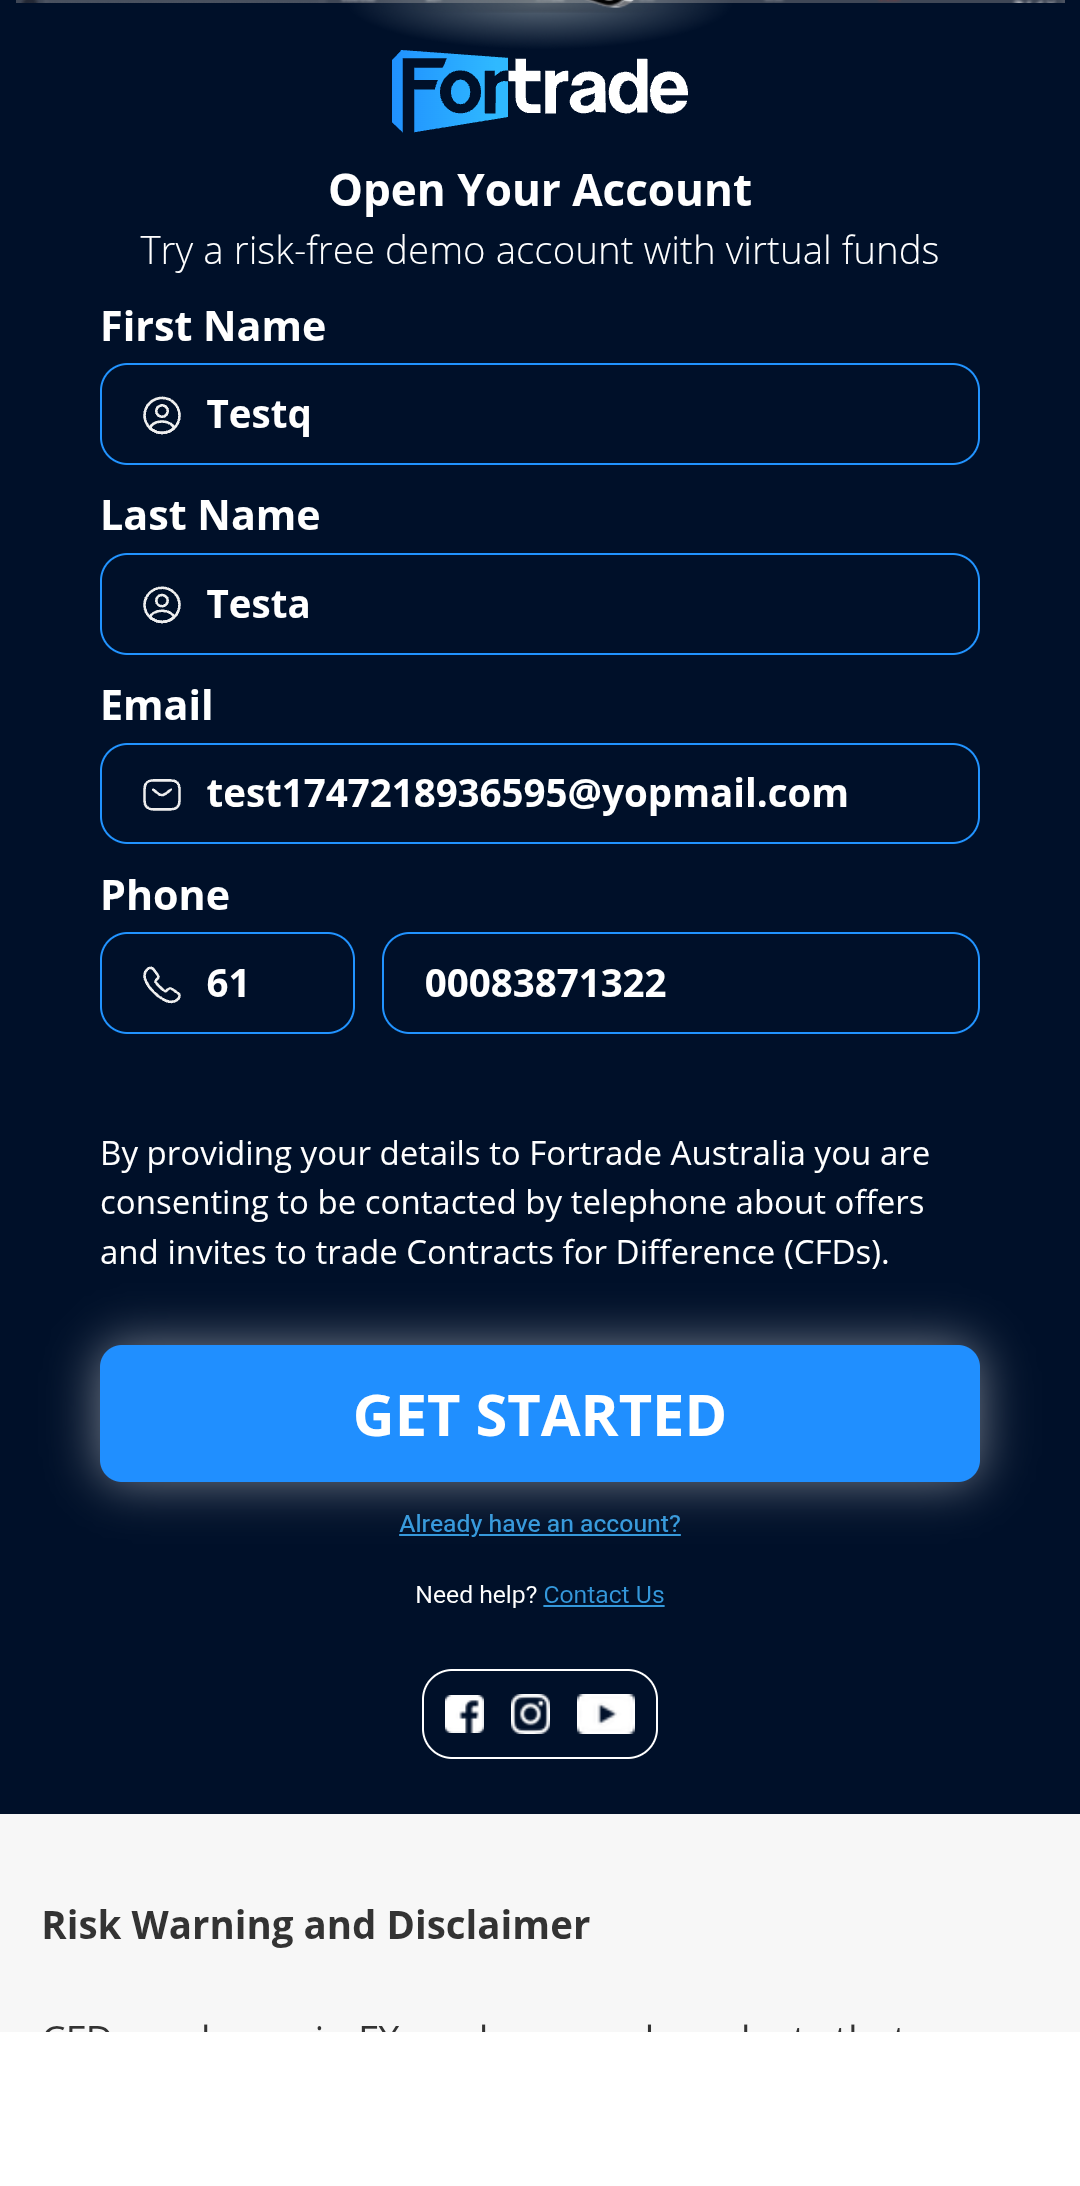 Fortrade
Open Your Account
Try a risk-free demo account with virtual funds
First Name
Testq
Last Name
Testa
Email
test1747218936595@yopmail.com
Phone
61 00083871322
By providing your details to Fortrade Australia you are
consenting to be contacted by telephone about offers
and invites to trade Contracts for Difference (CFDs).
GET STARTED
Already have an account?
Need help? Contact Us
Risk Warning and Disclaimer